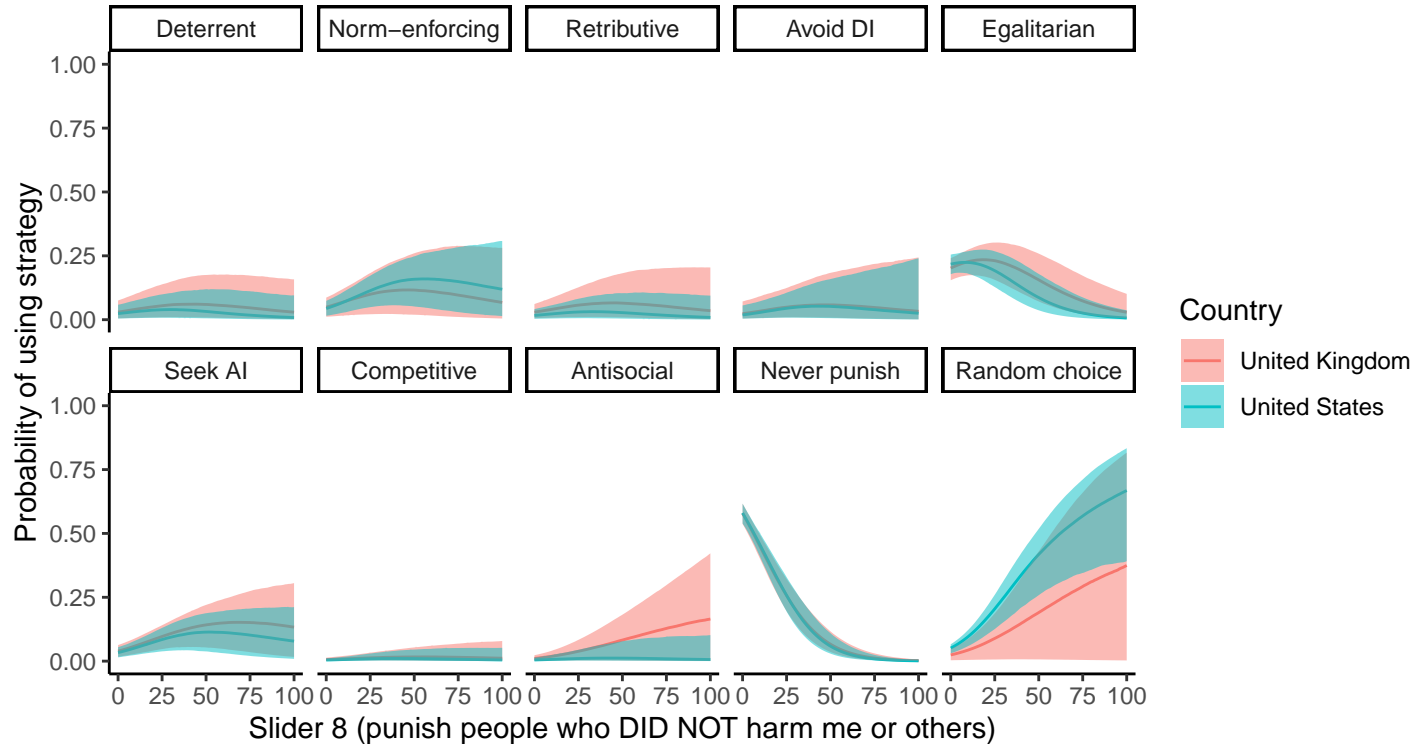 Deterrent Norm−enforcing Retributive Avoid DI Egalitarian
1.00
0.75
0.50
0.25
0.00
Probability of using strategy
Seek AI Competitive Antisocial Never punish Random choice
1.00
0.75
0.50
0.25
0.00
0 25 50 75 100 0 25 50 75 100 0 25 50 75 100 0 25 50 75 100 0 25 50 75 100
Slider 8 (punish people who DID NOT harm me or others)
Country
United Kingdom
United States